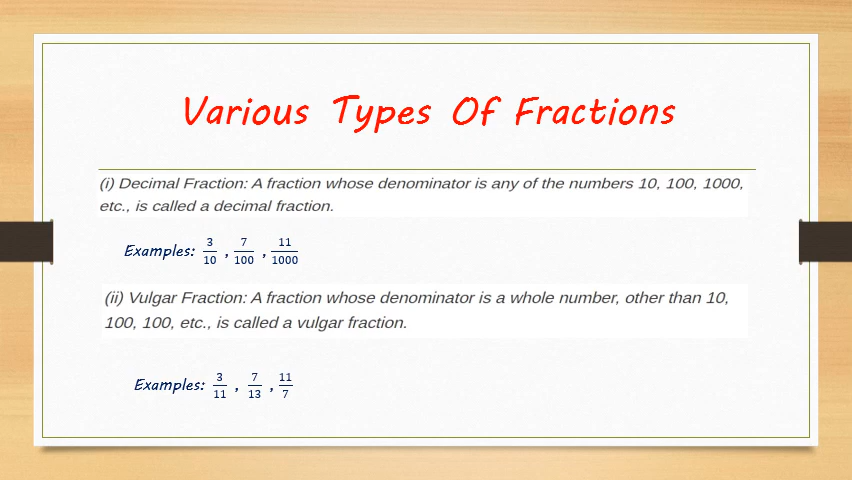 Various Types Of Fractions
(i) Decimal Fraction: A fraction whose denominator is any of the numbers 10, 100, 1000,
etc., is called a decimal fraction.
Examples: 3/10 , 7/100 , 11/1000
(ii) Vulgar Fraction: A fraction whose denominator is a whole number, other than 10,
100, 100, etc., is called a vulgar fraction.
Examples: 3/11 , 7/13 , 11/7